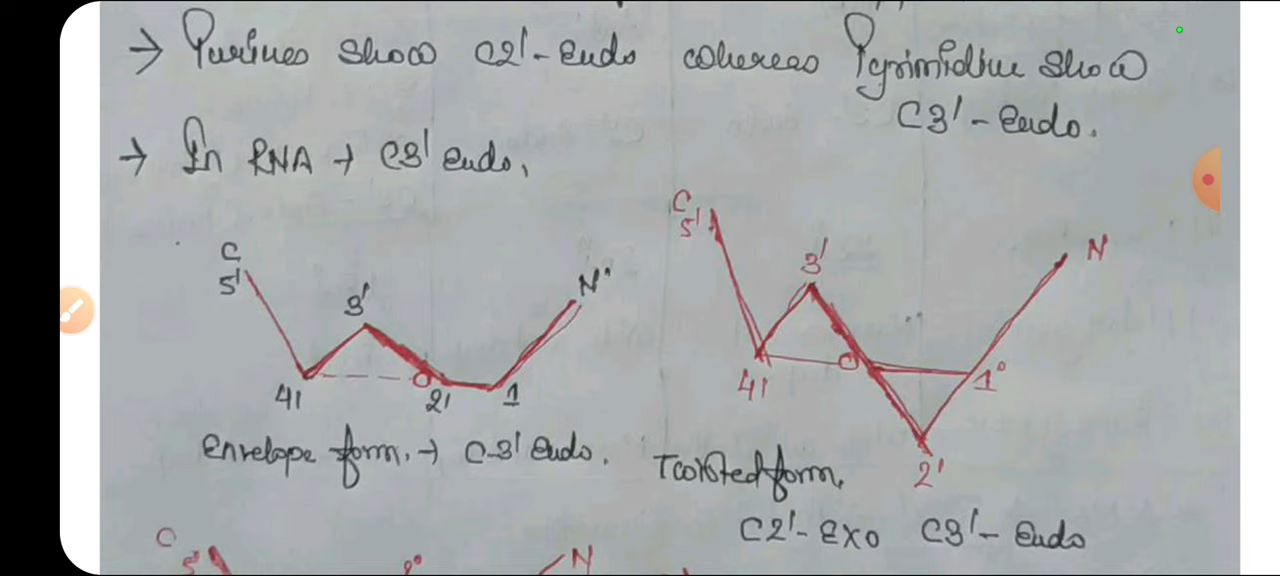 → Purines show C2'-Endo whereas Pyrimidine show
C3'-Endo.
→ In RNA → C3' Endo,
C
5'
3'
N
4'
O
2'
1
Envelope form. → C-3' Endo.
C
5'
3'
N
4'
O
1°
2'
Twisted form,
C2'-EXO C3'-Endo
C
5'
N